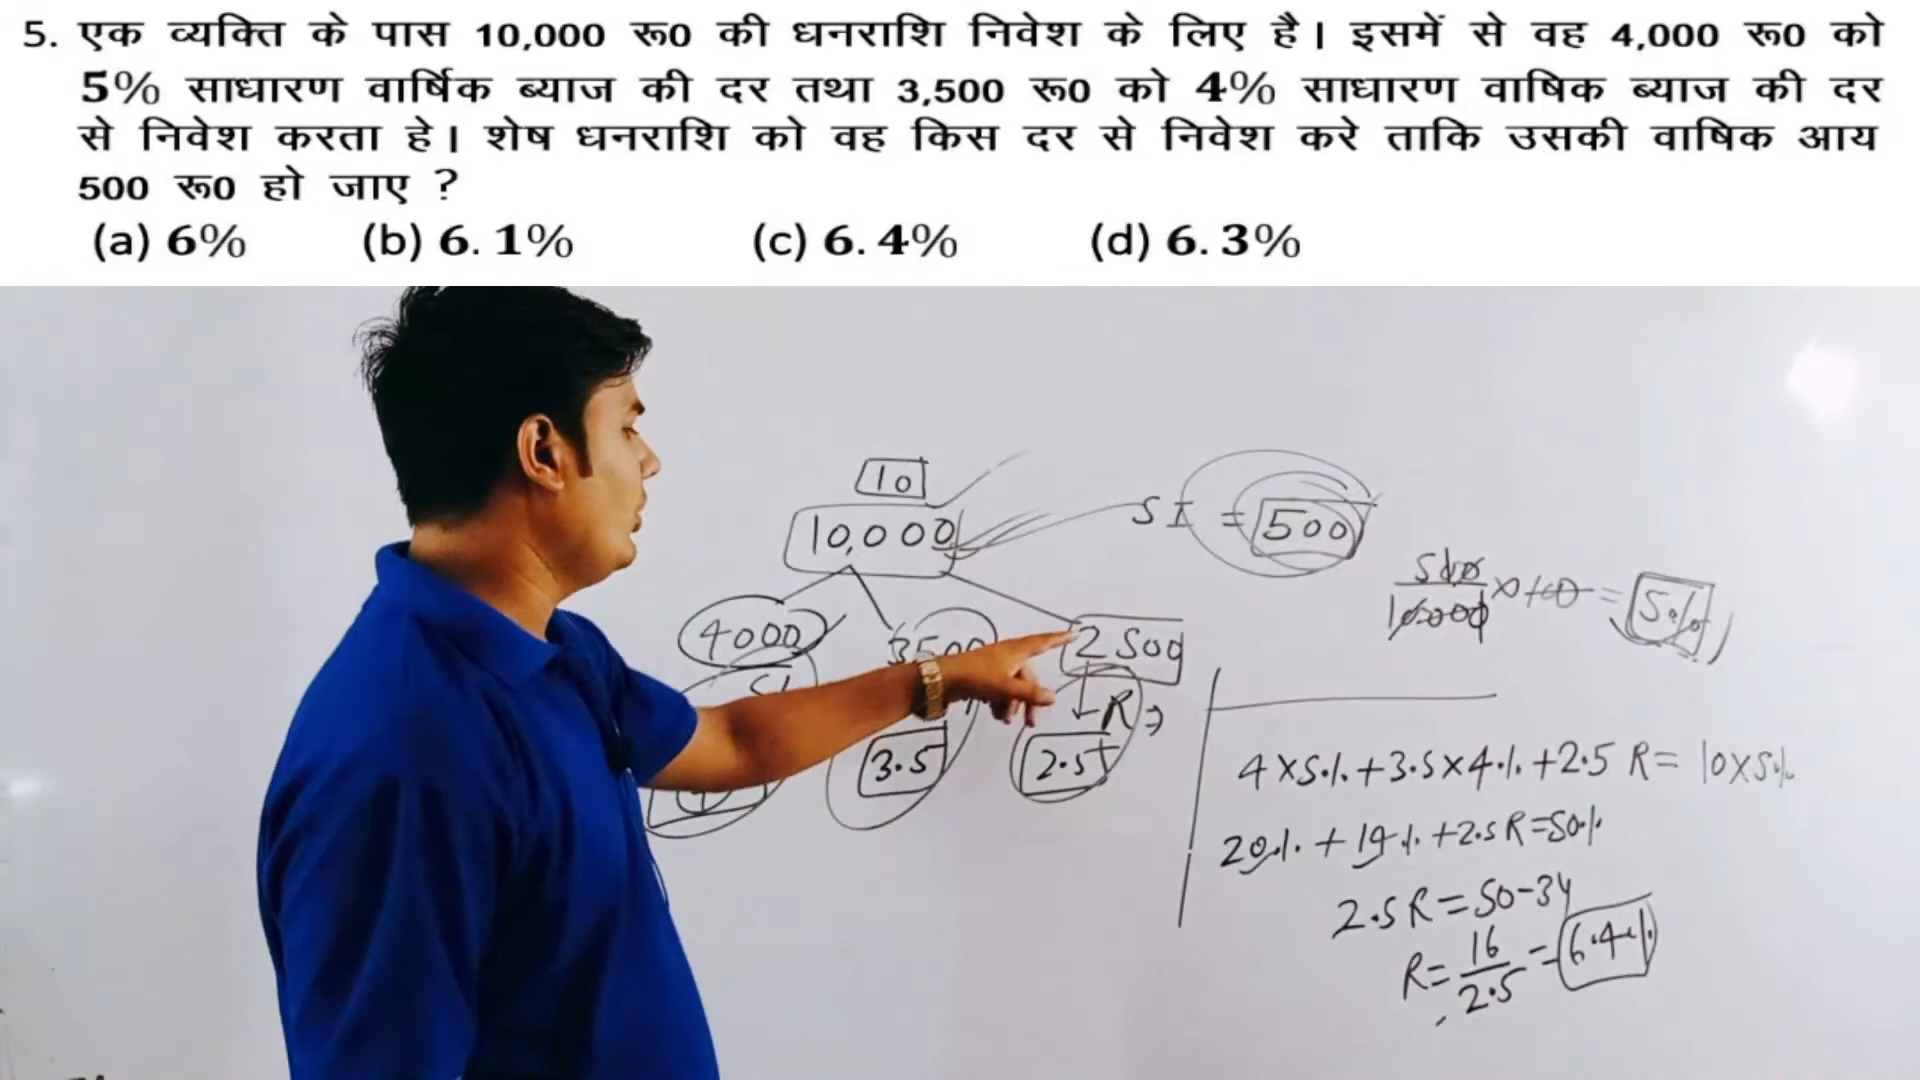 5. एक व्यक्ति के पास 10,000 रू0 की धनराशि निवेश के लिए है। इसमें से वह 4,000 रू0 को
5% साधारण वार्षिक ब्याज की दर तथा 3,500 रू0 को 4% साधारण वाषिक ब्याज की दर
से निवेश करता हे। शेष धनराशि को वह किस दर से निवेश करे ताकि उसकी वाषिक आय
500 रू0 हो जाए ?
(a) 6% (b) 6.1% (c) 6.4% (d) 6.3%
10
10,000 SI = 500
500/10000 × 100 = 5%
4000 3500 2500
R
3.5 2.5
4×5%+3.5×4%+2.5 R= 10×5%
20%+14%+2.5R=50%
2.5R=50-34
R=16/2.5=6.4%